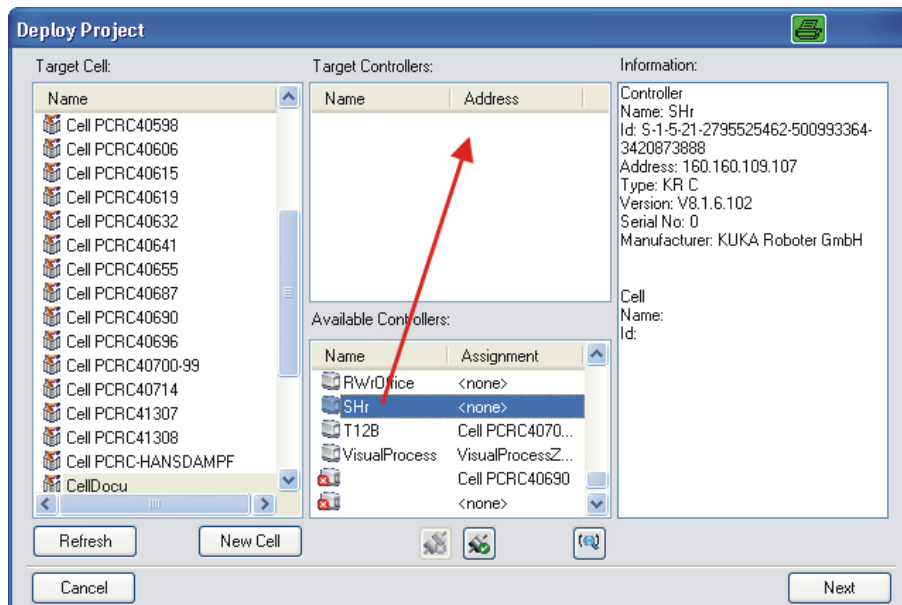 Deploy Project
Target Cell:
Name
Cell PCRC40598
Cell PCRC40606
Cell PCRC40615
Cell PCRC40619
Cell PCRC40632
Cell PCRC40641
Cell PCRC40655
Cell PCRC40687
Cell PCRC40690
Cell PCRC40696
Cell PCRC40700-99
Cell PCRC40714
Cell PCRC41307
Cell PCRC41308
Cell PCRC-HANSDAMPF
CellDocu
Refresh
New Cell
Target Controllers:
Name Address
Available Controllers:
Name Assignment
RWrOffice <none>
SHr <none>
T12B Cell PCRC4070...
VisualProcess VisualProcessZ...
Cell PCRC40690
<none>
Information:
Controller
Name: SHr
Id: S-1-5-21-2795525462-500993364-
3420873888
Address: 160.160.109.107
Type: KR C
Version: V8.1.6.102
Serial No: 0
Manufacturer: KUKA Roboter GmbH
Cell
Name:
Id:
Cancel
Next